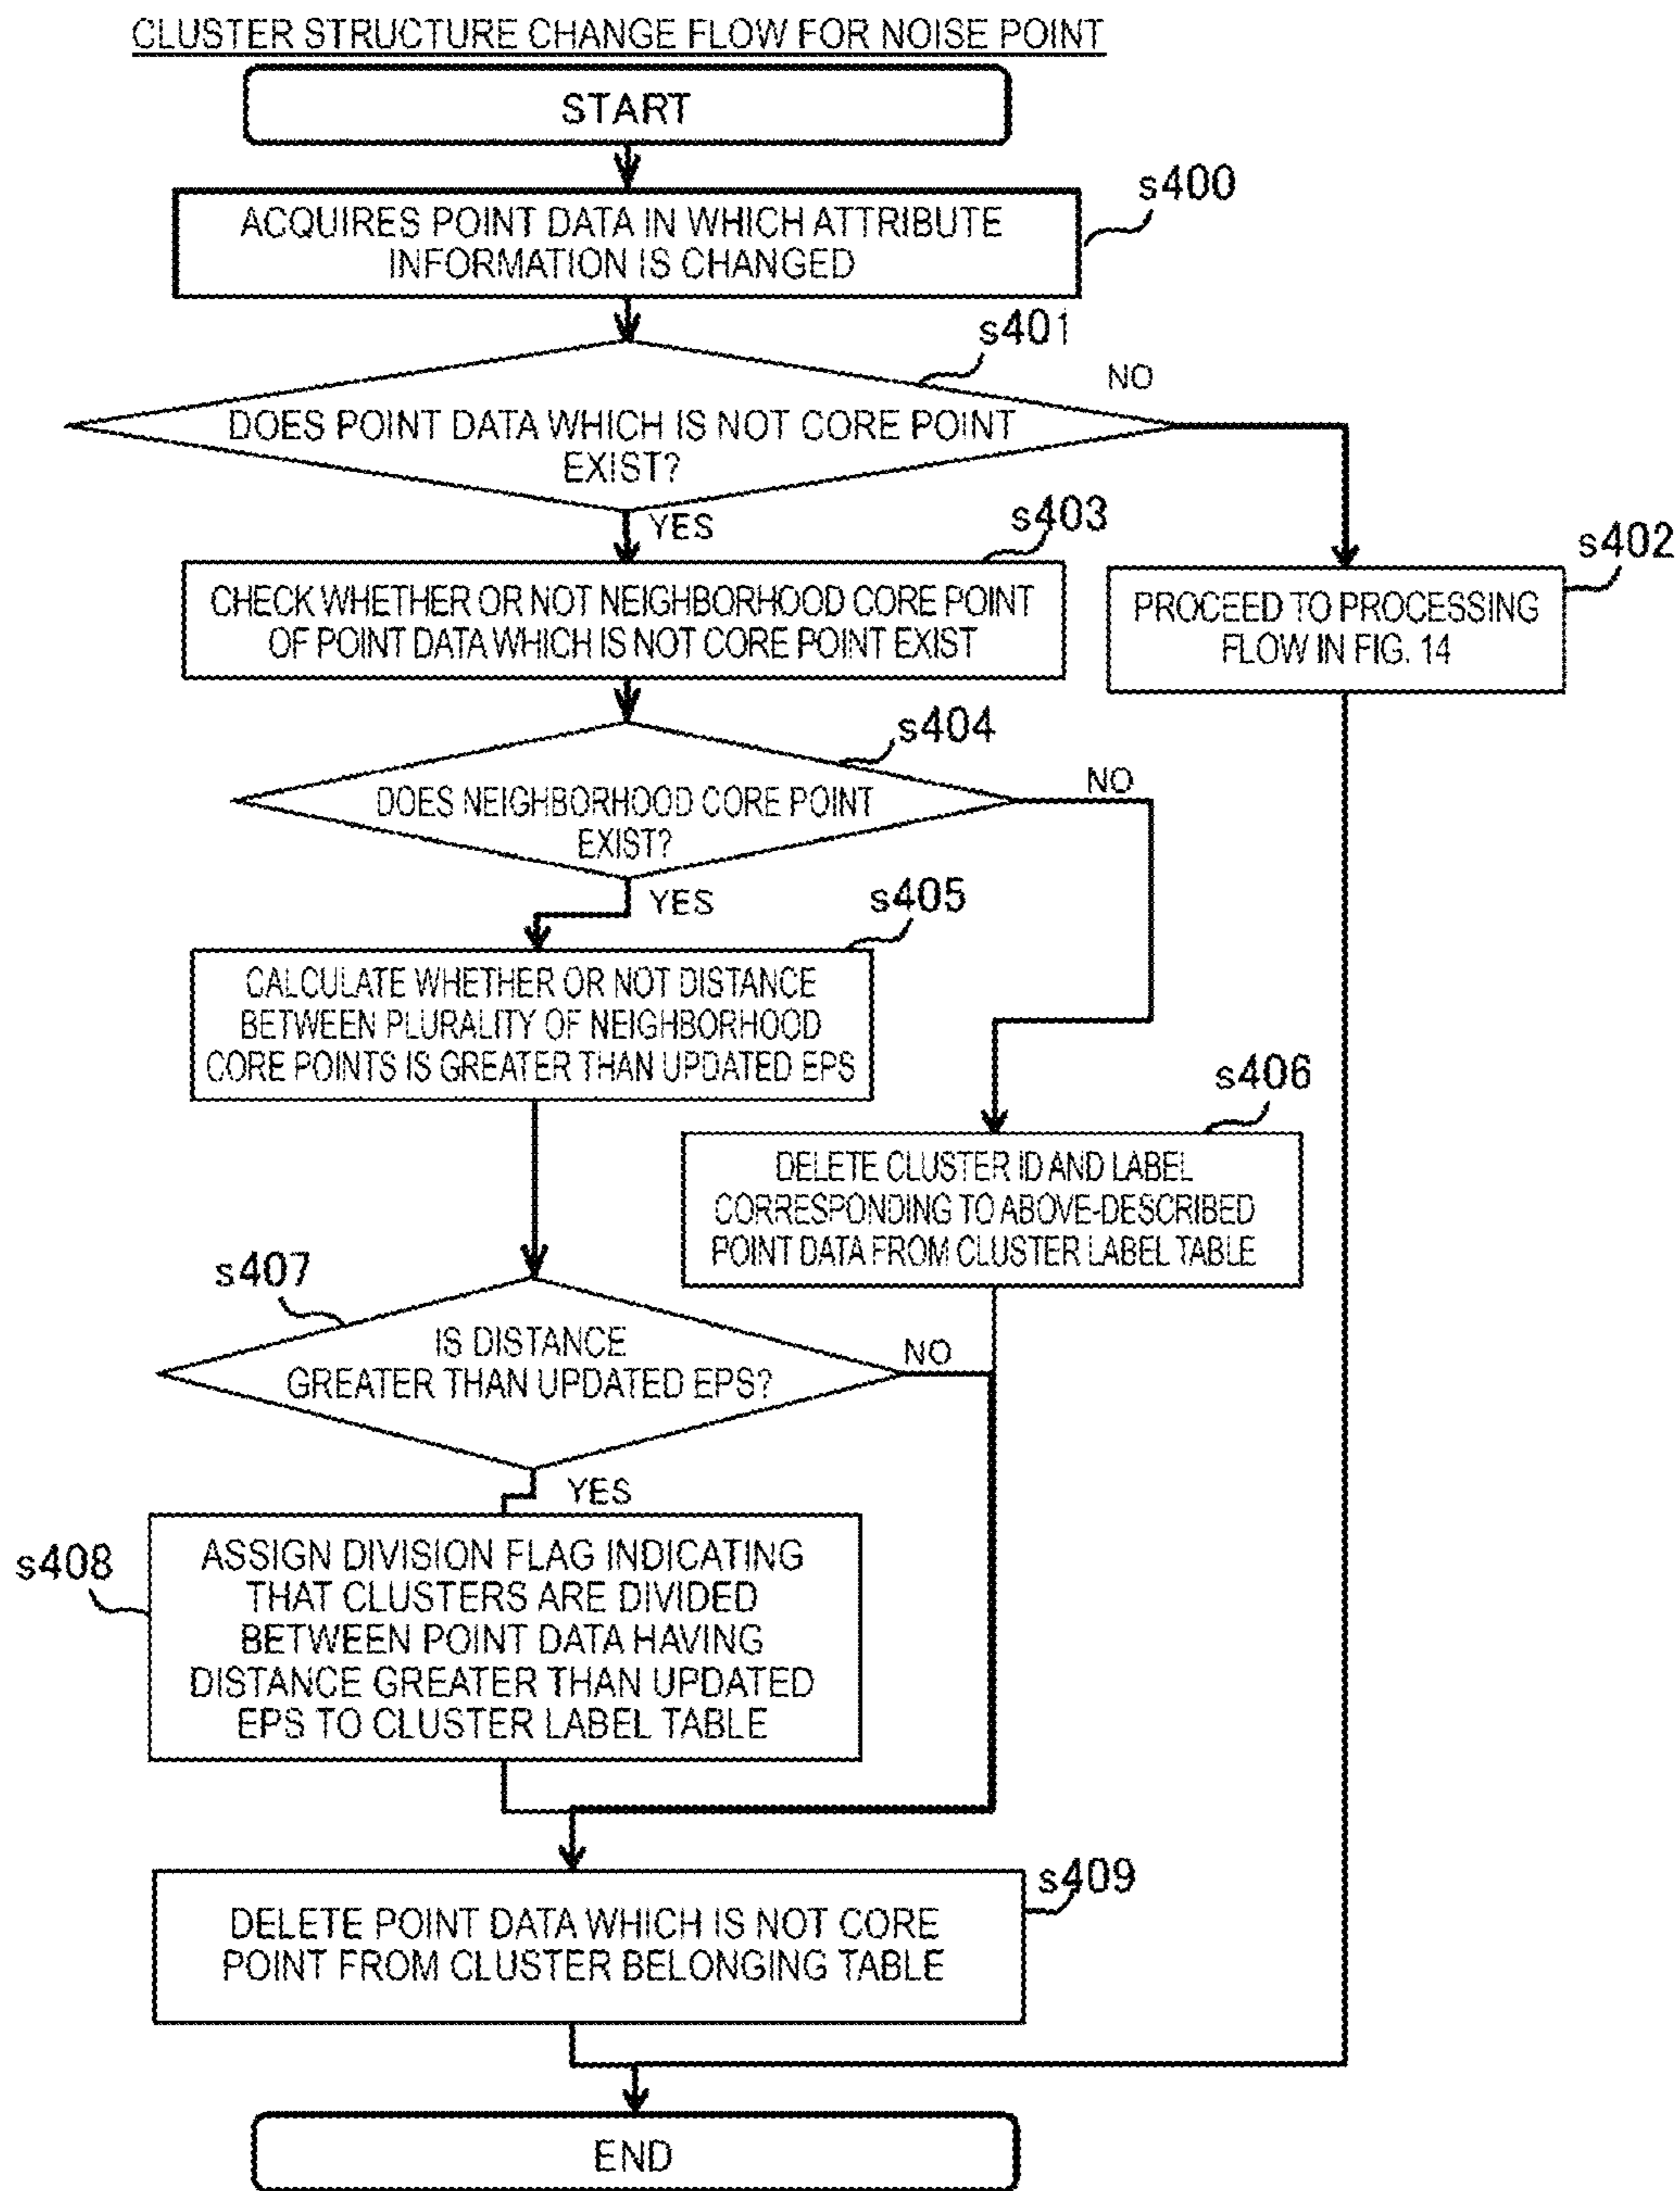 CLUSTER STRUCTURE CHANGE FLOW FOR NOISE POINT
START
s400
ACQUIRES POINT DATA IN WHICH ATTRIBUTE
INFORMATION IS CHANGED
s401
NO
DOES POINT DATA WHICH IS NOT CORE POINT
EXIST?
YES
s403
s402
CHECK WHETHER OR NOT NEIGHBORHOOD CORE POINT
OF POINT DATA WHICH IS NOT CORE POINT EXIST
PROCEED TO PROCESSING
FLOW IN FIG. 14
s404
NO
DOES NEIGHBORHOOD CORE POINT
EXIST?
YES
s405
CALCULATE WHETHER OR NOT DISTANCE
BETWEEN PLURALITY OF NEIGHBORHOOD
CORE POINTS IS GREATER THAN UPDATED EPS
s406
DELETE CLUSTER ID AND LABEL
CORRESPONDING TO ABOVE-DESCRIBED
POINT DATA FROM CLUSTER LABEL TABLE
s407
IS DISTANCE
GREATER THAN UPDATED EPS?
NO
YES
s408
ASSIGN DIVISION FLAG INDICATING
THAT CLUSTERS ARE DIVIDED
BETWEEN POINT DATA HAVING
DISTANCE GREATER THAN UPDATED
EPS TO CLUSTER LABEL TABLE
s409
DELETE POINT DATA WHICH IS NOT CORE
POINT FROM CLUSTER BELONGING TABLE
END